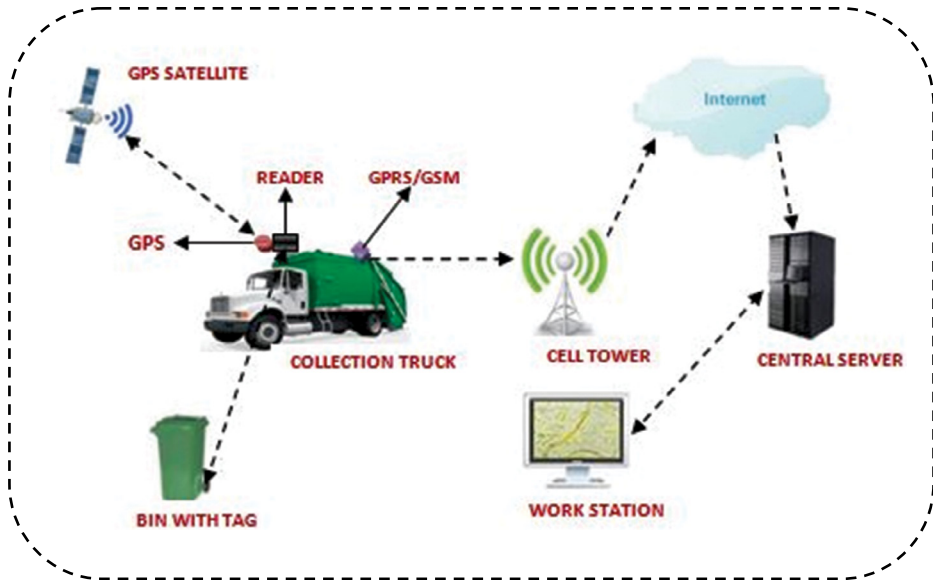 GPS SATELLITE
Internet
READER
GPRS/GSM
GPS
COLLECTION TRUCK
CELL TOWER
CENTRAL SERVER
BIN WITH TAG
WORK STATION